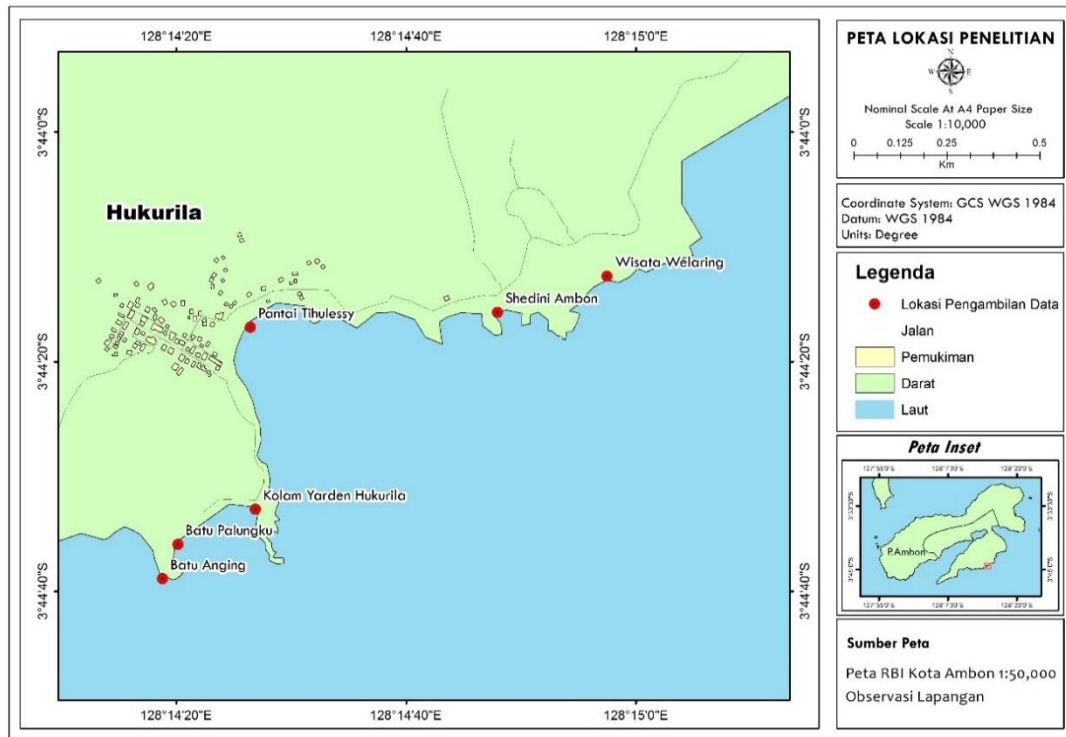 128°14'20"E
128°14'40"E
128°15'0"E
3°44'0"S
3°44'20"S
3°44'40"S
Hukurila
Wisata Welaring
Shedini Ambon
Pantai Tihulessy
Kolam Yarden Hukurila
Batu Palungku
Batu Anging
3°44'0"S
3°44'20"S
3°44'40"S
128°14'20"E
128°14'40"E
128°15'0"E
PETA LOKASI PENELITIAN
N
W E
S
Nominal Scale At A4 Paper Size
Scale 1:10,000
0 0.125 0.25 0.5
Km
Coordinate System: GCS WGS 1984
Datum: WGS 1984
Units: Degree
Legenda
Lokasi Pengambilan Data
Jalan
Pemukiman
Darat
Laut
Peta Inset
P.Ambon
Sumber Peta
Peta RBI Kota Ambon 1:50,000
Observasi Lapangan